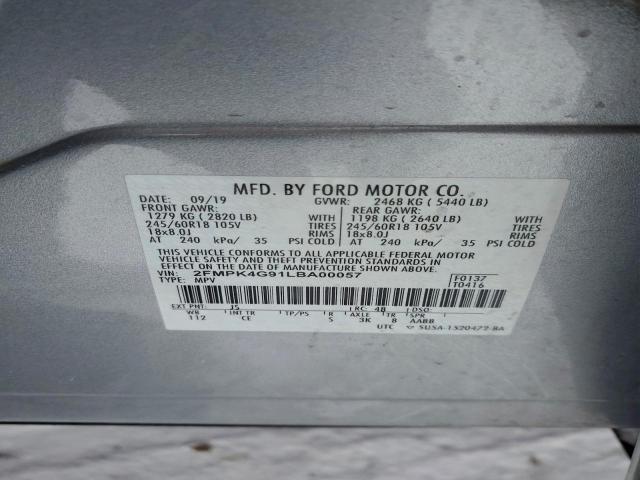 MFD. BY FORD MOTOR CO.
DATE: 09/19 GVWR: 2468 KG ( 5440 LB)
FRONT GAWR: REAR GAWR:
1279 KG ( 2820 LB) WITH 1198 KG ( 2640 LB) WITH
245/60R18 105V TIRES 245/60R18 105V TIRES
18x8.0J RIMS 18x8.0J RIMS
AT 240 kPa/ 35 PSI COLD AT 240 kPa/ 35 PSI COLD
THIS VEHICLE CONFORMS TO ALL APPLICABLE FEDERAL MOTOR
VEHICLE SAFETY AND BUMPER STANDARDS IN EFFECT ON THE DATE OF MANUFACTURE
SHOWN ABOVE.
VIN: 2FMPK4G91LBA00057 F0137
TYPE: MPV T0416
EXT PNT: JS RC: 48 DSO:
WB INT TR TP/PS R AXLE TR SPR
112 CE S 3K 8 AABB
UTC SU5A-1520472-BA